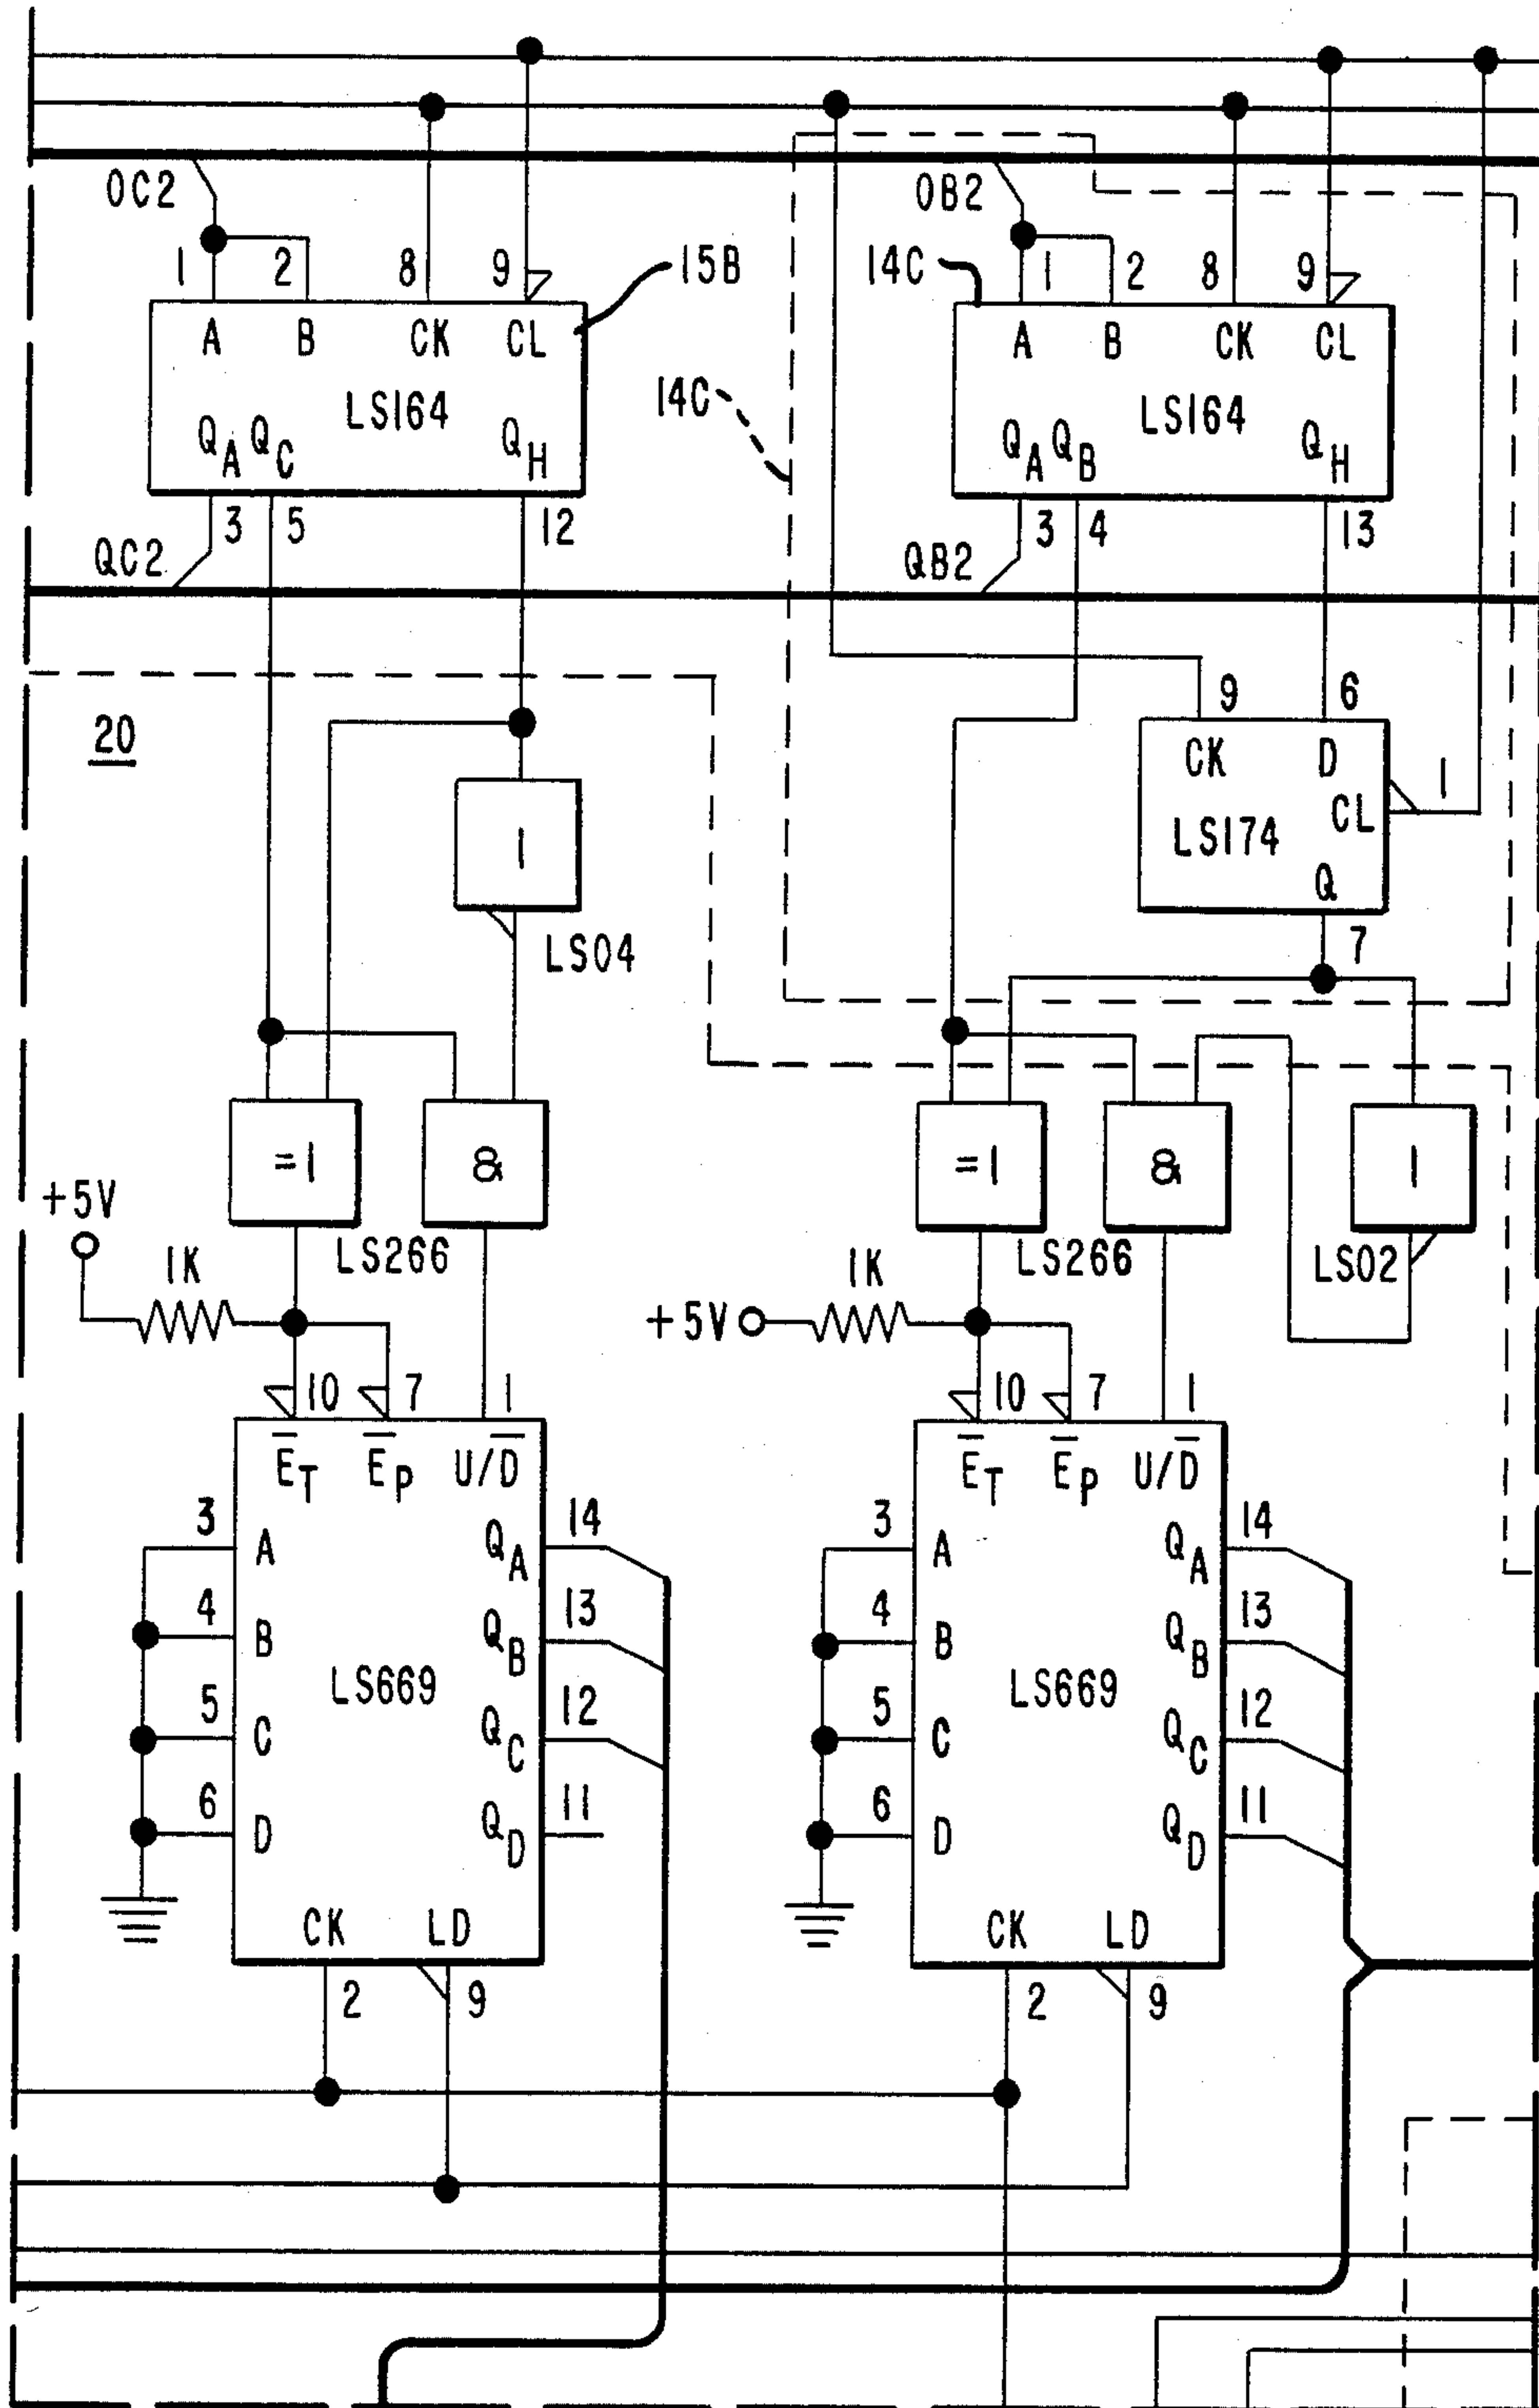 OC2
OB2
1 2 8 9 15B 14C 1 2 8 9
A B CK CL A B CK CL
LS164 14C LS164
QA QC QH QA QB QH
3 5 12 3 4 13
QC2 QB2
20 9 6
CK D
CL 1
LS174
1 Q
LS04 7
=1 & =1 & 1
+5V LS266 LS266 LS02
1K 1K
+5V
10 7 1 10 7 1
ET EP U/D ET EP U/D
3 A QA 14 3 A QA 14
4 B QB 13 4 B QB 13
LS669 LS669
5 C QC 12 5 C QC 12
6 D QD 11 6 D QD 11
CK LD CK LD
2 9 2 9